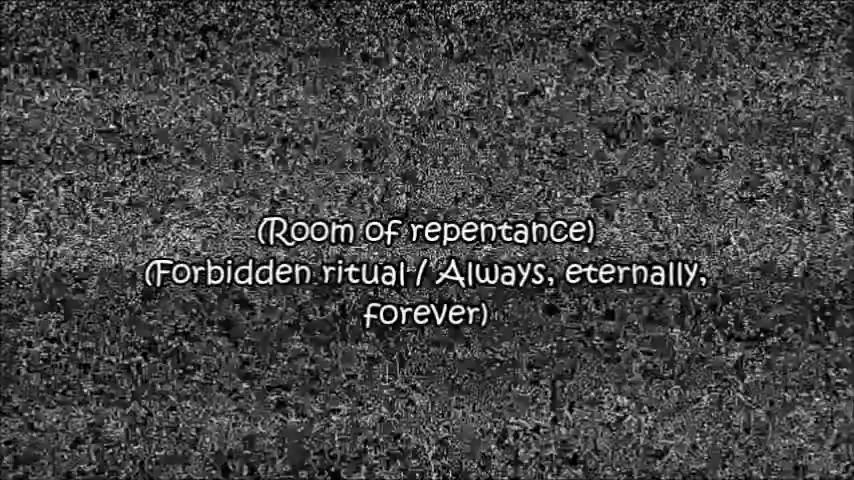 (Room of repentance)
(Forbidden ritual / Always, eternally,
forever)